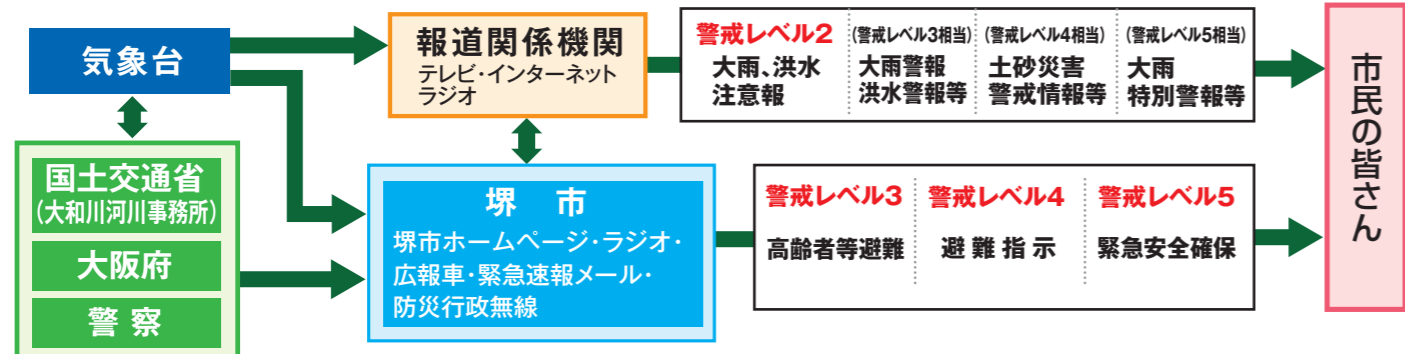 気象台
国土交通省
（大和川河川事務所）
大阪府
警察
報道関係機関
テレビ・インターネット
ラジオ
堺市
堺市ホームページ・ラジオ・
広報車・緊急速報メール・
防災行政無線
警戒レベル2
大雨、洪水
注意報
（警戒レベル3相当）
大雨警報
洪水警報等
（警戒レベル4相当）
土砂災害
警戒情報等
（警戒レベル5相当）
大雨
特別警報等
警戒レベル3
高齢者等避難
警戒レベル4
避難指示
警戒レベル5
緊急安全確保
市民の皆さん